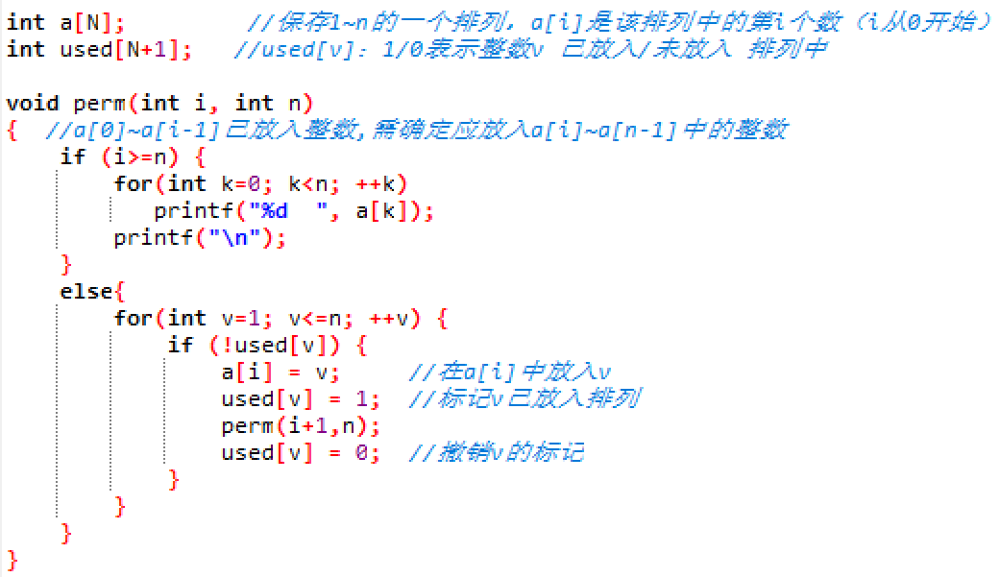 int a[N];         //保存1~n的一个排列，a[i]是该排列中的第i个数（i从0开始）
int used[N+1];   //used[v]: 1/0表示整数v 已放入/未放入 排列中
void perm(int i, int n)
{  //a[0]~a[i-1]已放入整数,需确定应放入a[i]~a[n-1]中的整数
    if (i>=n) {
        for(int k=0; k<n; ++k)
           printf("%d  ", a[k]);
        printf("\n");
    }
    else{
        for(int v=1; v<=n; ++v) {
            if (!used[v]) {
                a[i] = v;     //在a[i]中放入v
                used[v] = 1;  //标记v已放入排列
                perm(i+1,n);
                used[v] = 0;  //撤销v的标记
            }
        }
    }
}